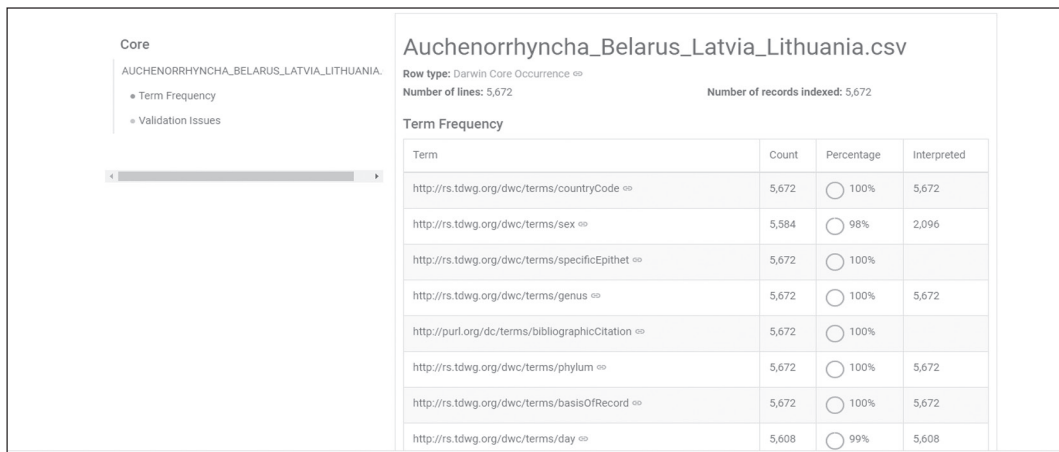 Core
AUCHENORRHYNCHA_BELARUS_LATVIA_LITHUANIA.
Term Frequency
Validation Issues
Auchenorrhyncha_Belarus_Latvia_Lithuania.csv
Row type: Darwin Core Occurrence
Number of lines: 5,672 Number of records indexed: 5,672
Term Frequency
Term Count Percentage Interpreted
http://rs.tdwg.org/dwc/terms/countryCode 5,672 100% 5,672
http://rs.tdwg.org/dwc/terms/sex 5,584 98% 2,096
http://rs.tdwg.org/dwc/terms/specificEpithet 5,672 100%
http://rs.tdwg.org/dwc/terms/genus 5,672 100% 5,672
http://purl.org/dc/terms/bibliographicCitation 5,672 100%
http://rs.tdwg.org/dwc/terms/phylum 5,672 100% 5,672
http://rs.tdwg.org/dwc/terms/basisOfRecord 5,672 100% 5,672
http://rs.tdwg.org/dwc/terms/day 5,608 99% 5,608